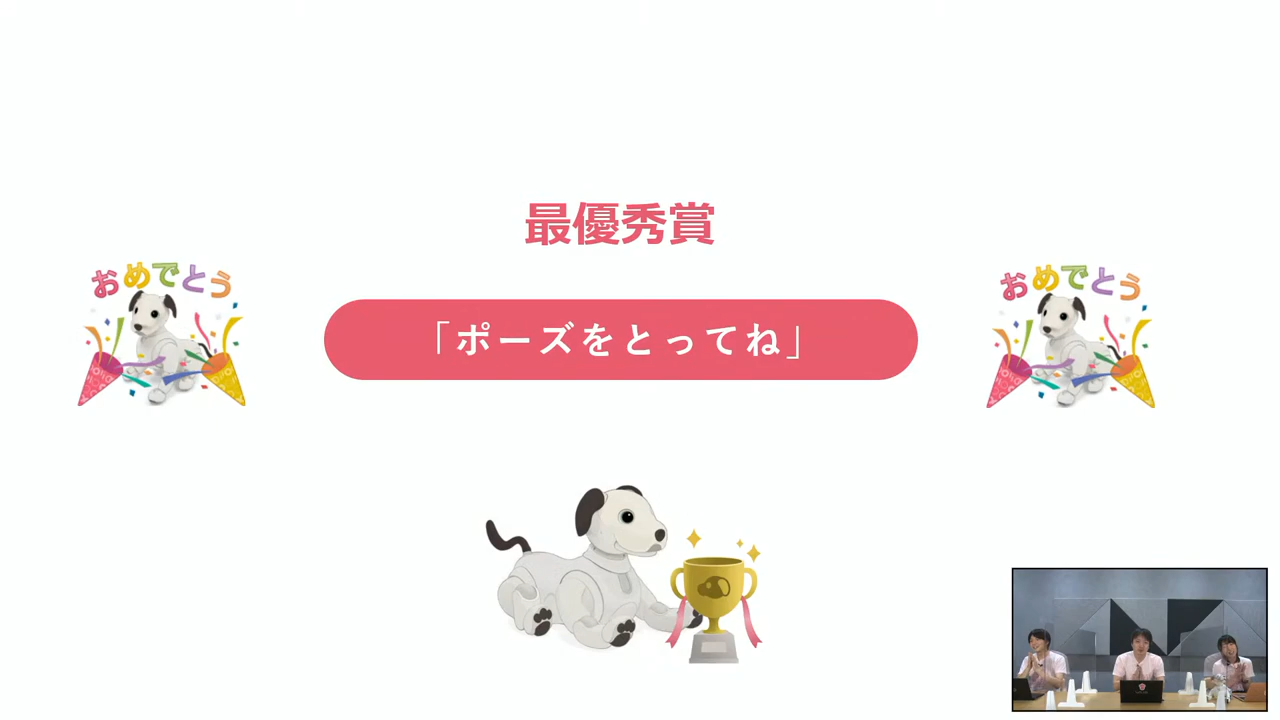 最優秀賞
おめでとう
「ポーズをとってね」
おめでとう